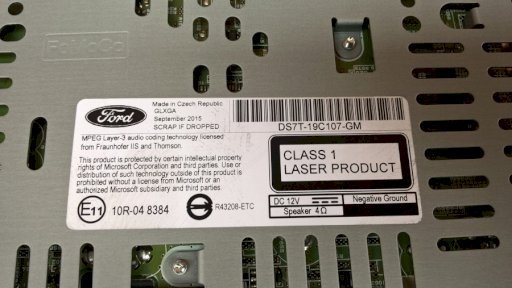 FoMoCo
Ford
Made in Czech Republic
GLXGA
September 2015
SCRAP IF DROPPED
DS7T-19C107-GM
MPEG Layer-3 audio coding technology licensed
from Fraunhofer IIS and Thomson.
This product is protected by certain intellectual property
rights of Microsoft Corporation and third parties. Use or
distribution of such technology outside of this product is
prohibited without a license from Microsoft or an
authorized Microsoft subsidiary and third parties.
CLASS 1
LASER PRODUCT
E11 10R-04 8384
R43208-ETC
DC 12V
Negative Ground
Speaker 4Ω